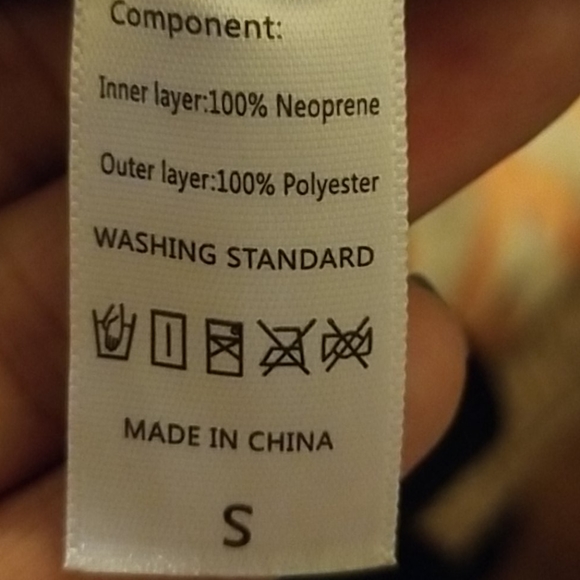 Component:
Inner layer:100% Neoprene
Outer layer:100% Polyester
WASHING STANDARD
MADE IN CHINA
S